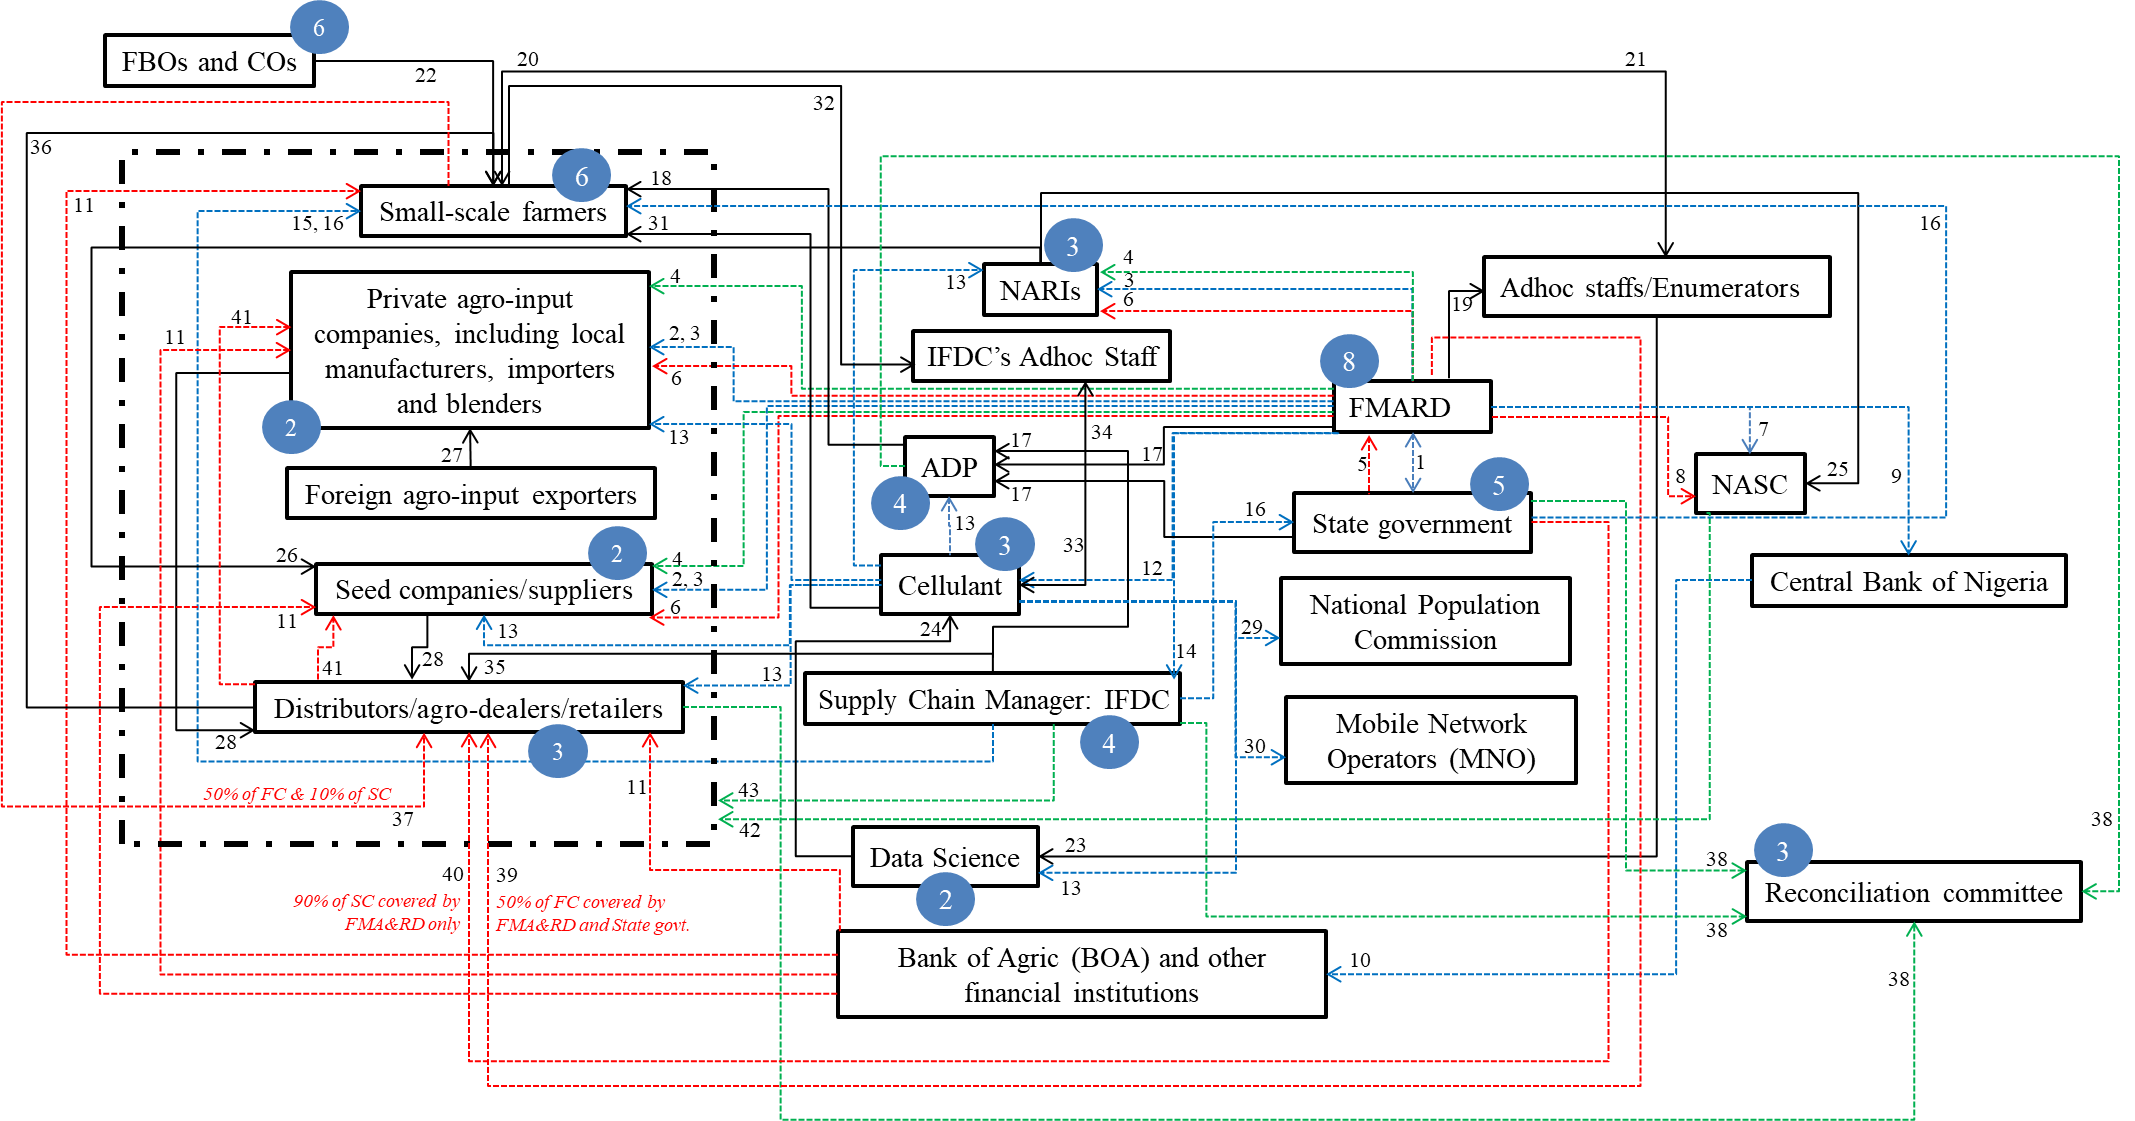 6
FBOs and COs
22
20
21
32
36
6
18
11
Small-scale farmers
15, 16
31
16
3
4
3
6
13
NARIs
Adhoc staffs/Enumerators
19
4
Private agro-input
companies, including local
manufacturers, importers
and blenders
41
11
2, 3
6
2
13
IFDC's Adhoc Staff
8
FMARD
34
17
17
17
ADP
4
5
1
7
8
NASC
25
9
27
Foreign agro-input exporters
5
State government
16
13
3
33
12
Cellulant
24
26
2
4
Seed companies/suppliers
2, 3
6
11
13
28
41
35
13
Central Bank of Nigeria
National Population
Commission
29
14
Distributors/agro-dealers/retailers
28
3
Supply Chain Manager: IFDC
4
Mobile Network
Operators (MNO)
30
50% of FC & 10% of SC
37
11
43
42
38
Data Science
2
23
13
40
39
90% of SC covered by
FMA&RD only
50% of FC covered by
FMA&RD and State govt.
3
38
Reconciliation committee
38
38
Bank of Agric (BOA) and other
financial institutions
10